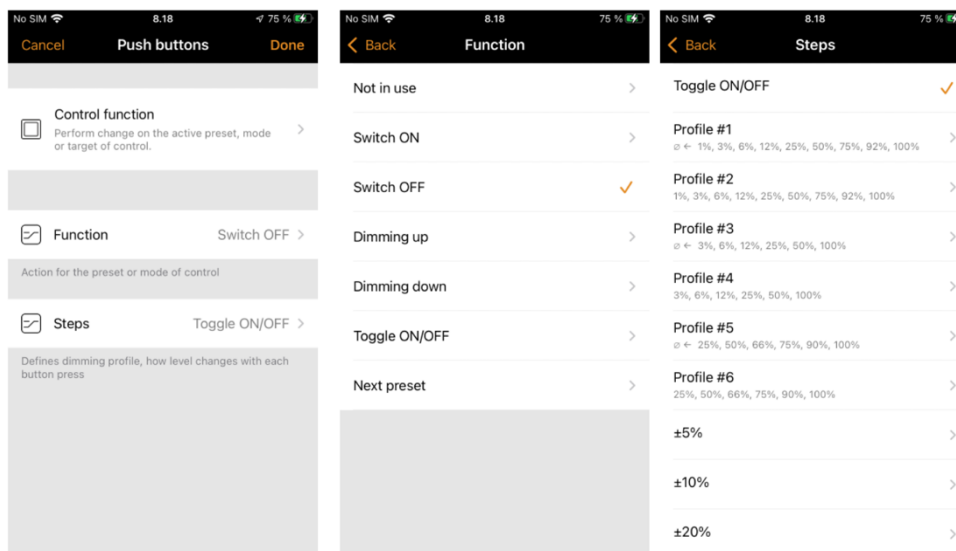 No SIM 8.18 75 %
Cancel Push buttons Done
Control function
Perform change on the active preset, mode
or target of control.
Function Switch OFF
Action for the preset or mode of control
Steps Toggle ON/OFF
Defines dimming profile, how level changes with each
button press
No SIM 8.18 75 %
Back Function
Not in use
Switch ON
Switch OFF
Dimming up
Dimming down
Toggle ON/OFF
Next preset
No SIM 8.18 75 %
Back Steps
Toggle ON/OFF
Profile #1
⌀ ← 1%, 3%, 6%, 12%, 25%, 50%, 75%, 92%, 100%
Profile #2
1%, 3%, 6%, 12%, 25%, 50%, 75%, 92%, 100%
Profile #3
⌀ ← 3%, 6%, 12%, 25%, 50%, 100%
Profile #4
3%, 6%, 12%, 25%, 50%, 100%
Profile #5
⌀ ← 25%, 50%, 66%, 75%, 90%, 100%
Profile #6
25%, 50%, 66%, 75%, 90%, 100%
±5%
±10%
±20%